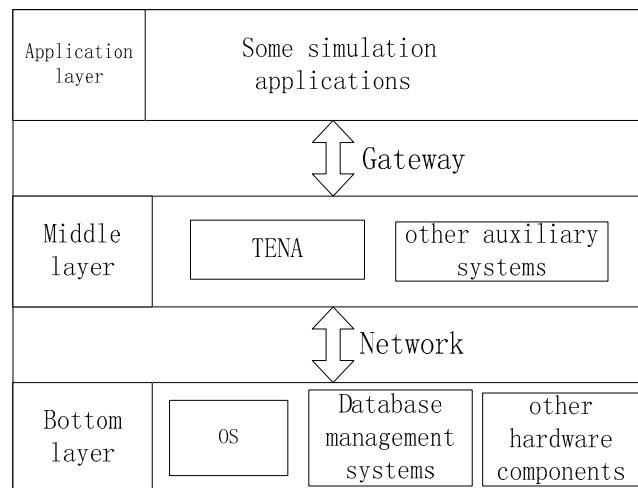 Application
layer
Some simulation
applications
Gateway
Middle
layer
TENA
other auxiliary
systems
Network
Bottom
layer
OS
Database
management
systems
other
hardware
components